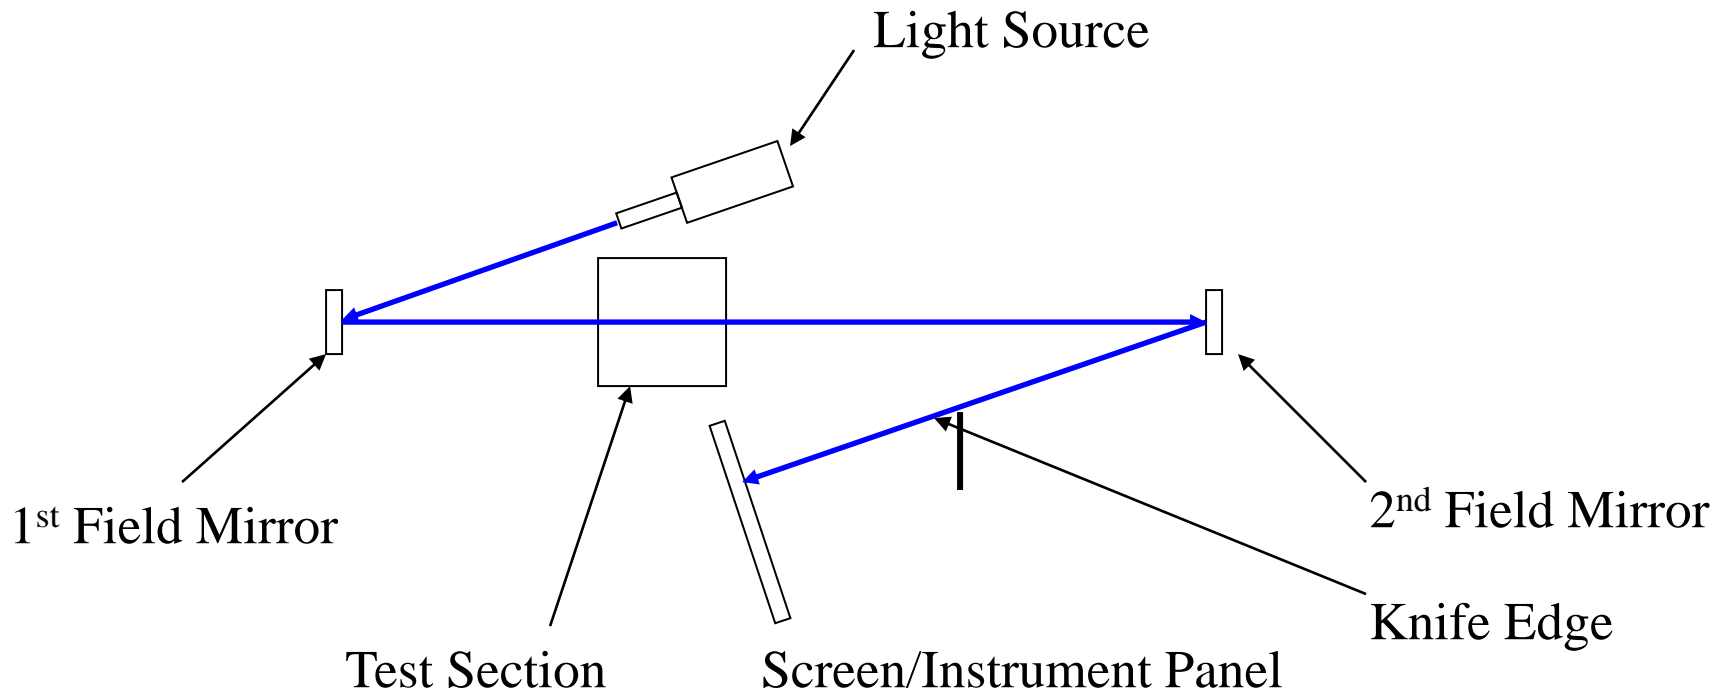 Light Source
1st Field Mirror
2nd Field Mirror
Knife Edge
Test Section
Screen/Instrument Panel